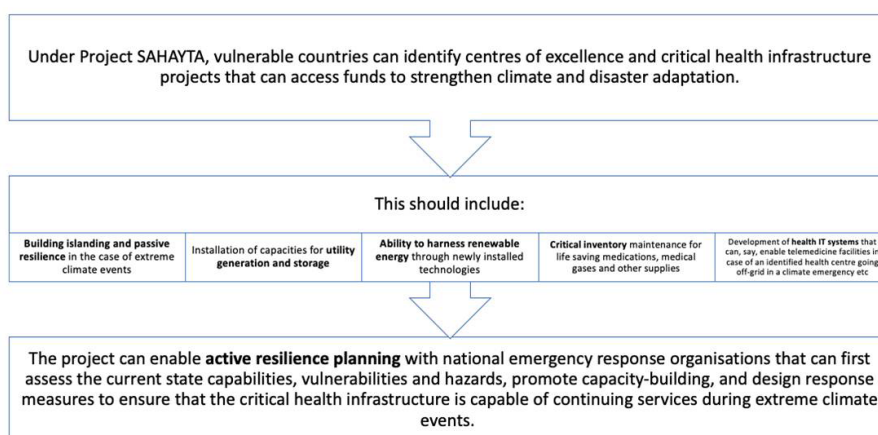 Under Project SAHAYTA, vulnerable countries can identify centres of excellence and critical health infrastructure
projects that can access funds to strengthen climate and disaster adaptation.
This should include:
Building islanding and passive
resilience in the case of extreme
climate events
Installation of capacities for utility
generation and storage
Ability to harness renewable
energy through newly installed
technologies
Critical inventory maintenance for
life saving medications, medical
gases and other supplies
Development of health IT systems that
can, say, enable telemedicine facilities in
case of an identified health centre going
off-grid in a climate emergency etc
The project can enable active resilience planning with national emergency response organisations that can first
assess the current state capabilities, vulnerabilities and hazards, promote capacity-building, and design response
measures to ensure that the critical health infrastructure is capable of continuing services during extreme climate
events.